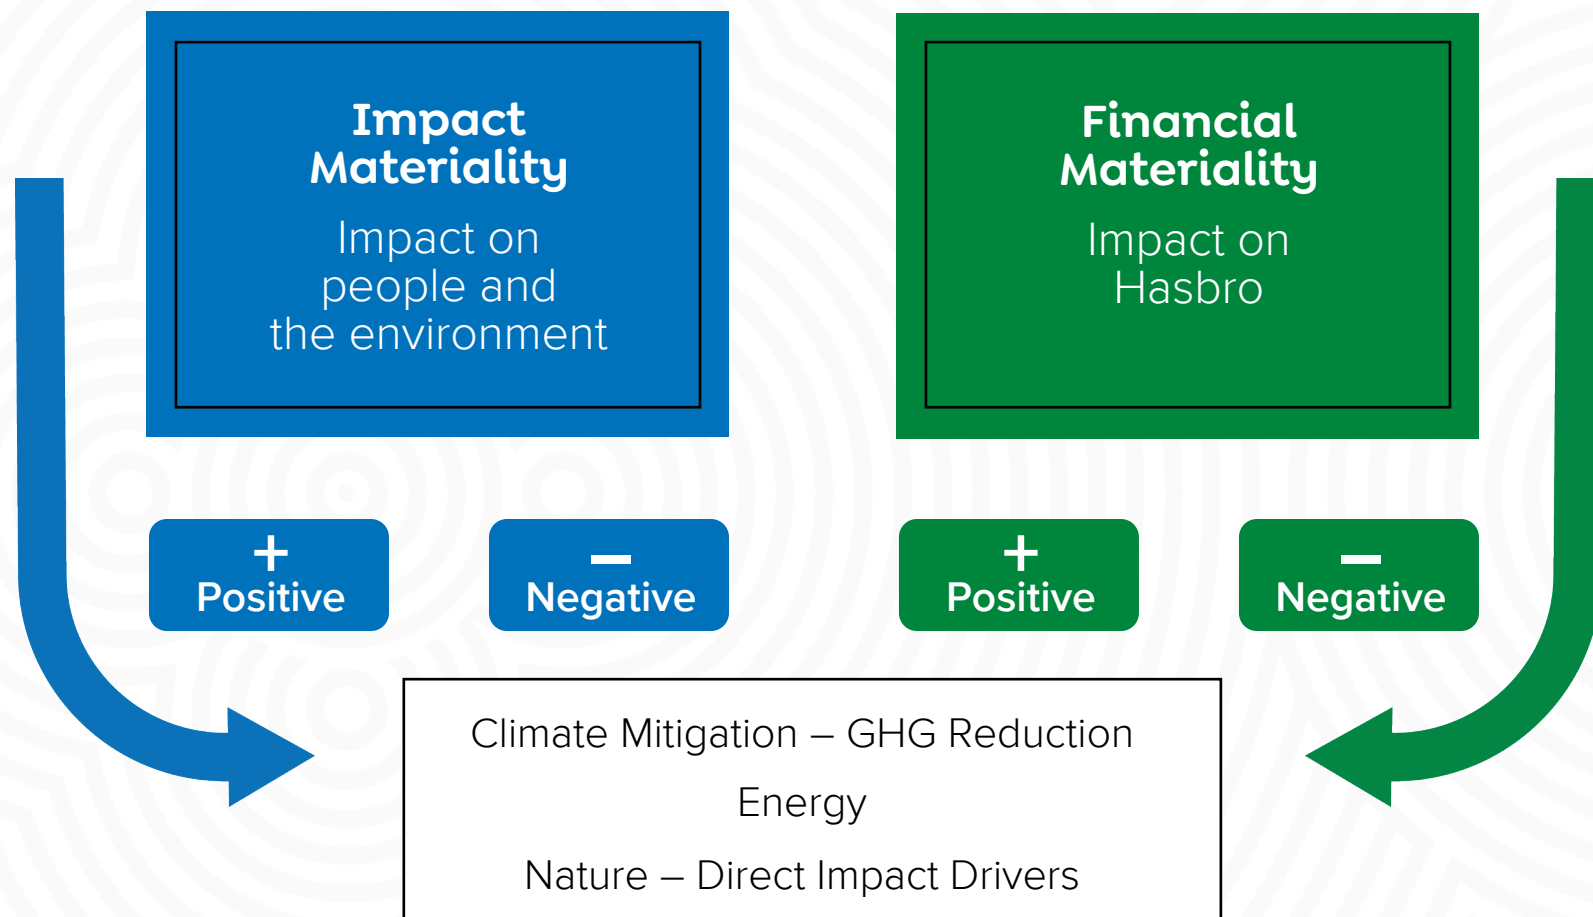 Impact
Materiality
Impact on
people and
the environment
Financial
Materiality
Impact on
Hasbro
+
Positive
–
Negative
+
Positive
–
Negative
Climate Mitigation – GHG Reduction
Energy
Nature – Direct Impact Drivers